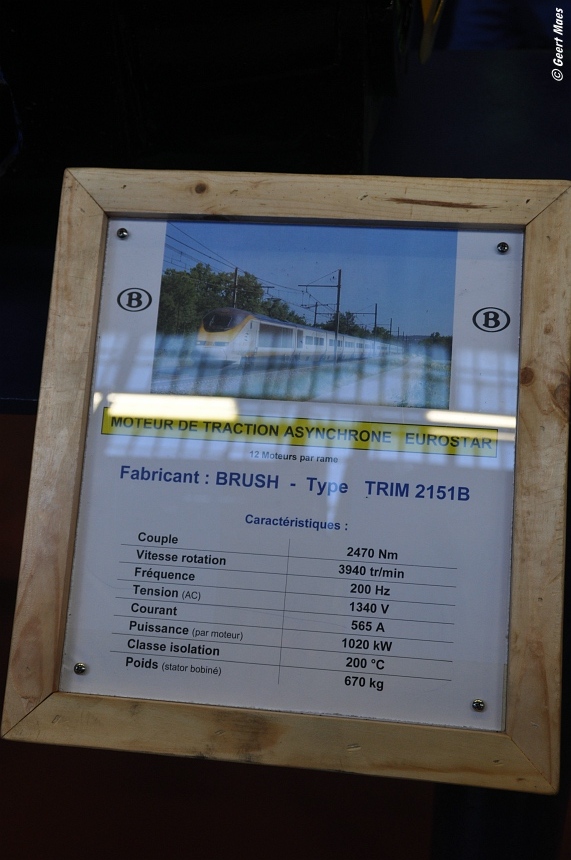 © Geert Maes
B
B
MOTEUR DE TRACTION ASYNCHRONE EUROSTAR
12 Moteurs par rame
Fabricant : BRUSH - Type TRIM 2151B
Caractéristiques :
Couple 2470 Nm
Vitesse rotation 3940 tr/min
Fréquence 200 Hz
Tension (AC) 1340 V
Courant 565 A
Puissance (par moteur) 1020 kW
Classe isolation 200 °C
Poids (stator bobiné) 670 kg